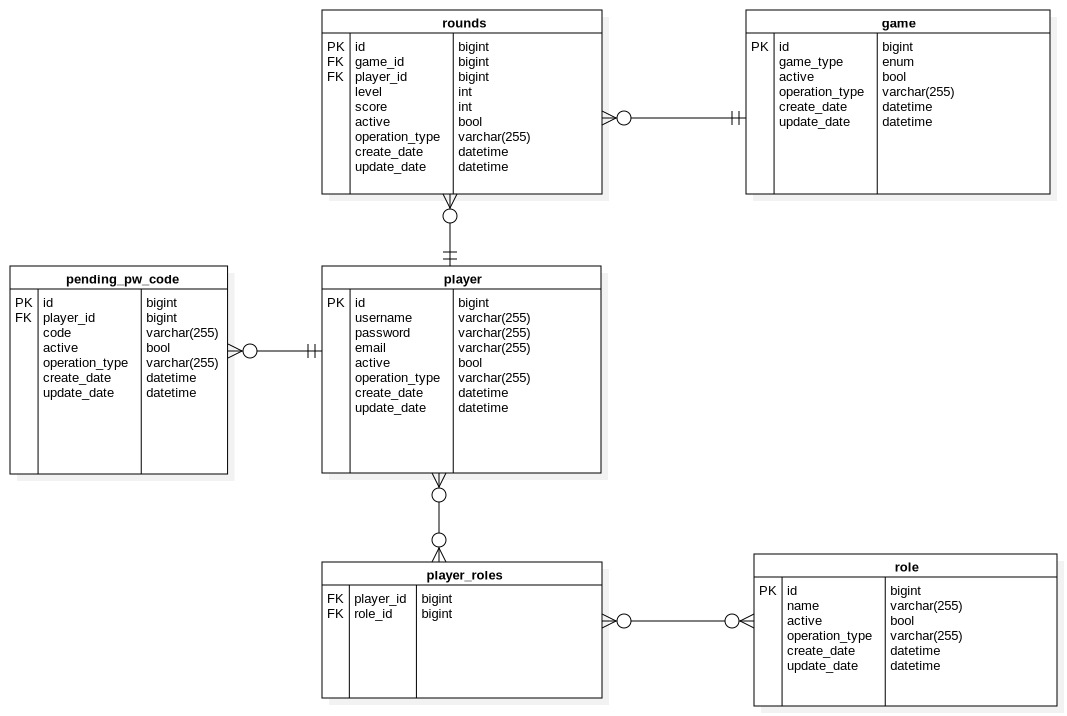 rounds
PK id bigint
FK game_id bigint
FK player_id bigint
level int
score int
active bool
operation_type varchar(255)
create_date datetime
update_date datetime
game
PK id bigint
game_type enum
active bool
operation_type varchar(255)
create_date datetime
update_date datetime
pending_pw_code
PK id bigint
FK player_id bigint
code varchar(255)
active bool
operation_type varchar(255)
create_date datetime
update_date datetime
player
PK id bigint
username varchar(255)
password varchar(255)
email varchar(255)
active bool
operation_type varchar(255)
create_date datetime
update_date datetime
player_roles
FK player_id bigint
FK role_id bigint
role
PK id bigint
name varchar(255)
active bool
operation_type varchar(255)
create_date datetime
update_date datetime